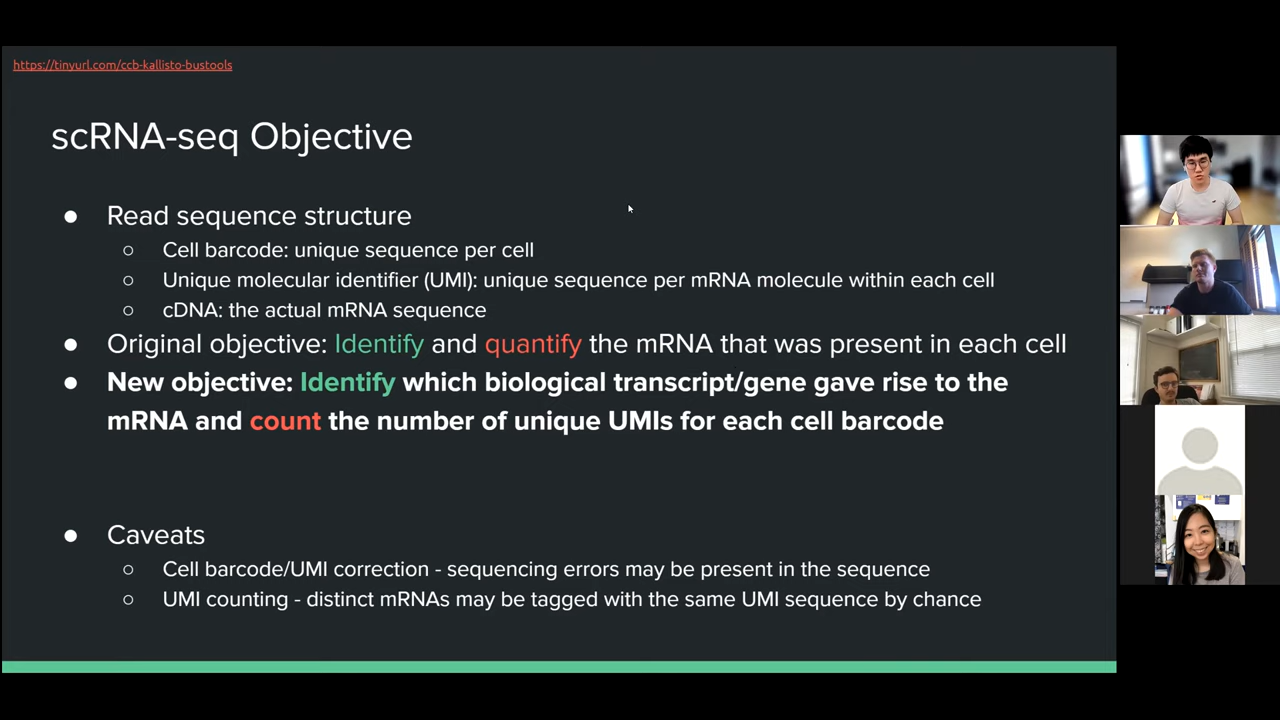 https://tinyurl.com/ccb-kallisto-bustools
scRNA-seq Objective
● Read sequence structure
○ Cell barcode: unique sequence per cell
○ Unique molecular identifier (UMI): unique sequence per mRNA molecule within each cell
○ cDNA: the actual mRNA sequence
● Original objective: Identify and quantify the mRNA that was present in each cell
● New objective: Identify which biological transcript/gene gave rise to the
mRNA and count the number of unique UMIs for each cell barcode
● Caveats
○ Cell barcode/UMI correction - sequencing errors may be present in the sequence
○ UMI counting - distinct mRNAs may be tagged with the same UMI sequence by chance